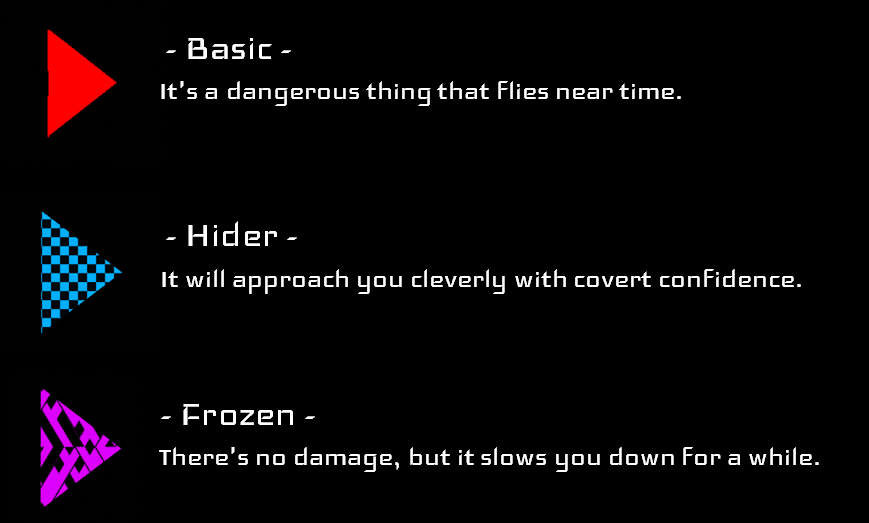 - Basic -
It's a dangerous thing that flies near time.
- Hider -
It will approach you cleverly with covert confidence.
- Frozen -
There's no damage, but it slows you down for a while.